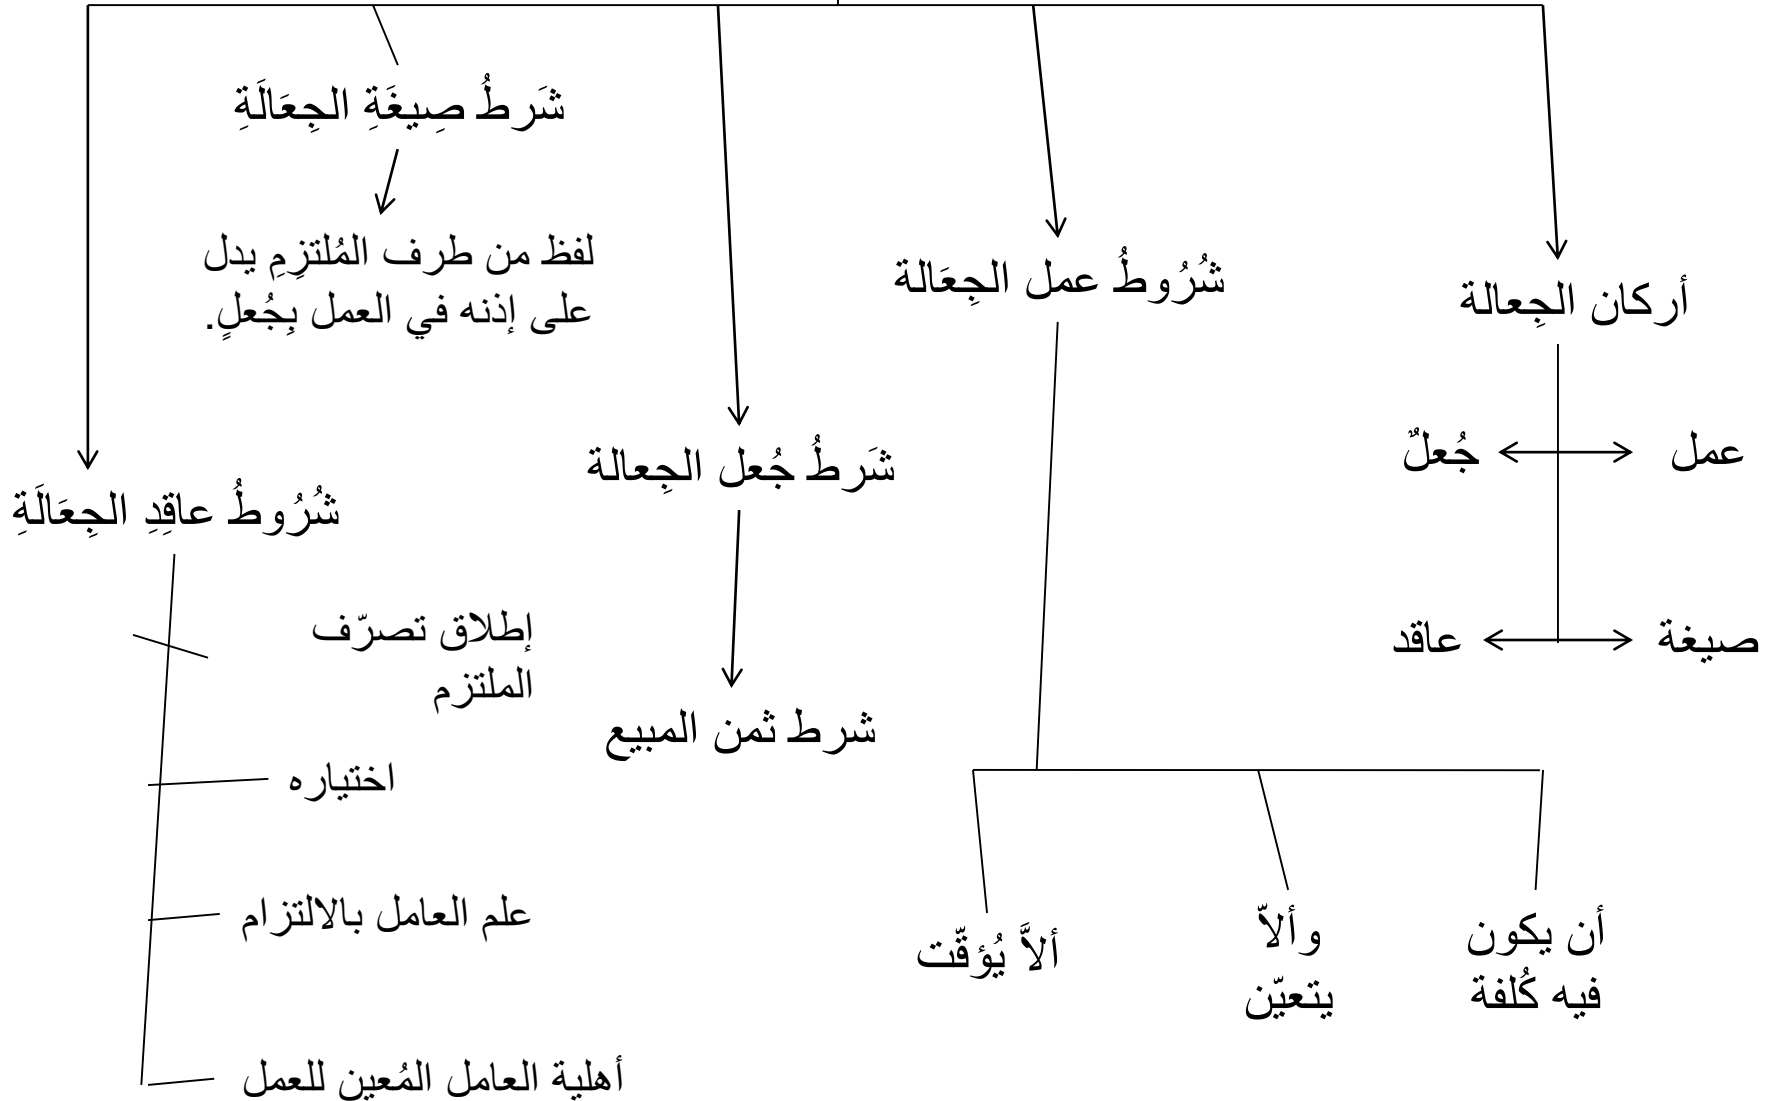 أركان الجِعالة
عمل
جُعلٌ
صيغة
عاقد
شُرُوطُ عمل الجِعَالة
أن يكون
فيه كُلفة
وألاّ
يتعيّن
ألاَّ يُؤقّت
شَرطُ جُعل الجِعالة
شرط ثمن المبيع
شَرطُ صِيغَةِ الجِعَالَةِ
لفظ من طرف المُلتزِمِ يدل
على إذنه في العمل بِجُعلٍ.
شُرُوطُ عاقِدِ الجِعَالَةِ
إطلاق تصرّف
الملتزم
اختياره
علم العامل بالالتزام
أهلية العامل المُعين للعمل